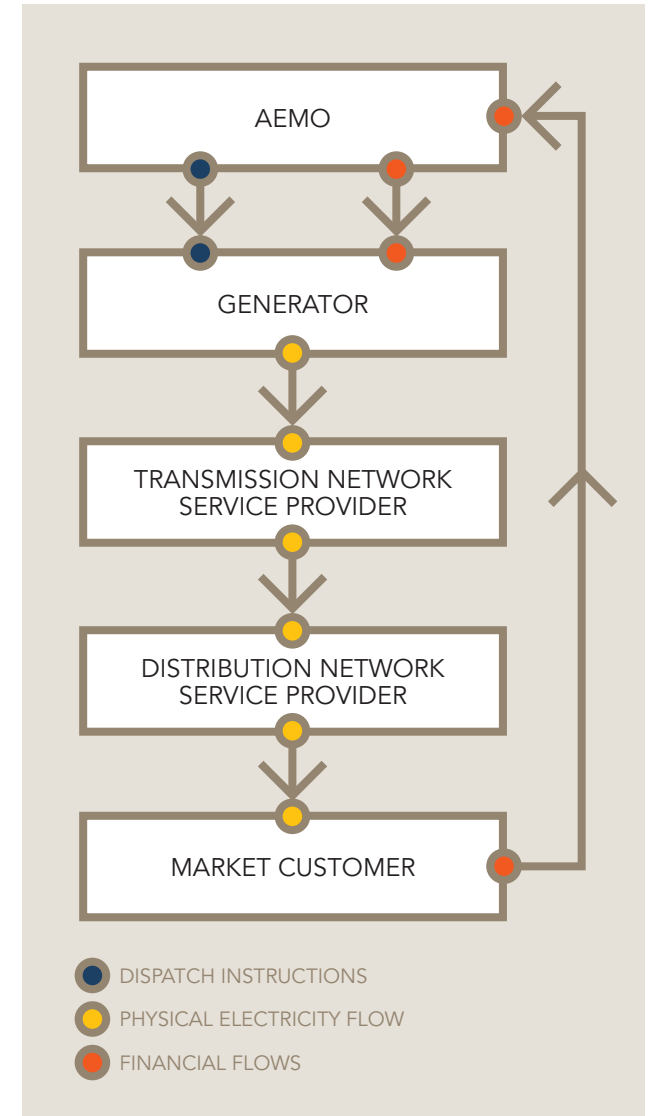 AEMO
GENERATOR
TRANSMISSION NETWORK
SERVICE PROVIDER
DISTRIBUTION NETWORK
SERVICE PROVIDER
MARKET CUSTOMER
DISPATCH INSTRUCTIONS
PHYSICAL ELECTRICITY FLOW
FINANCIAL FLOWS